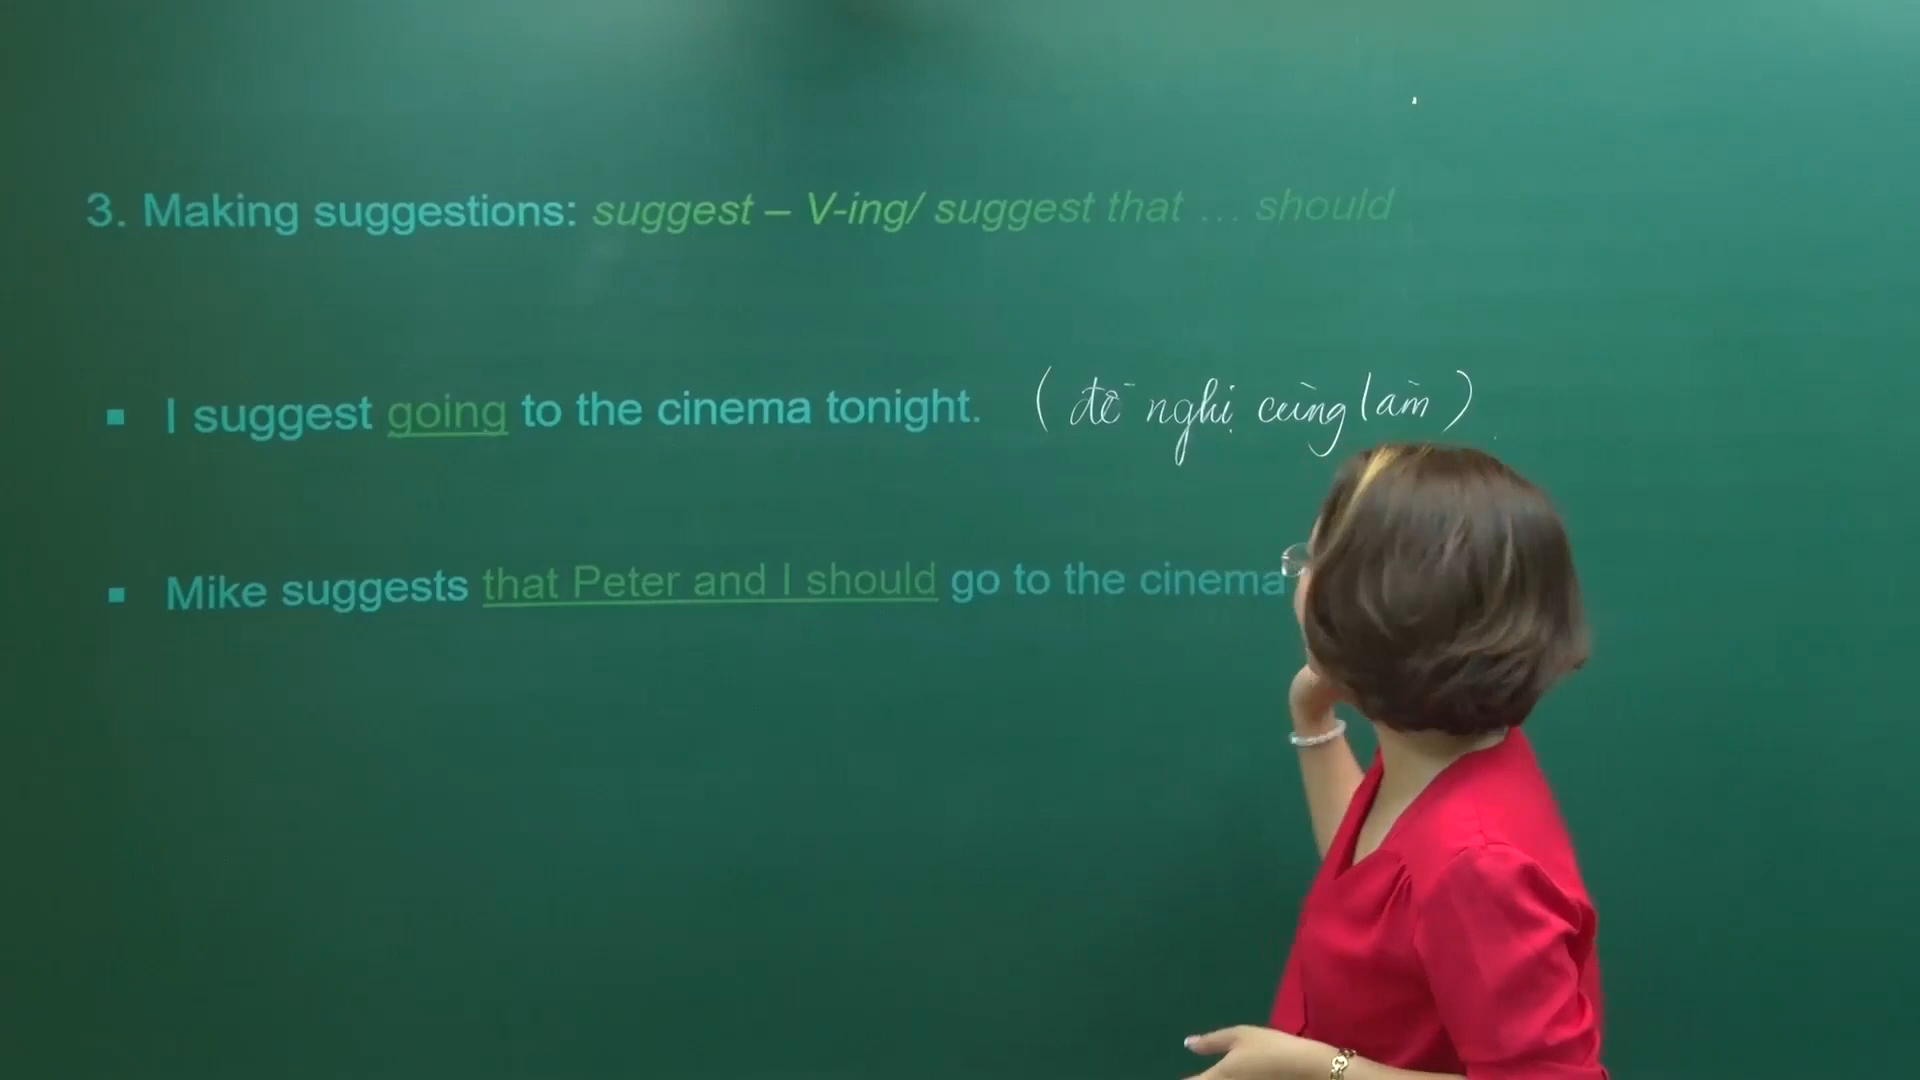 3. Making suggestions: suggest – V-ing/ suggest that ... should
▪ I suggest going to the cinema tonight. (đề nghị cùng làm)
▪ Mike suggests that Peter and I should go to the cinema